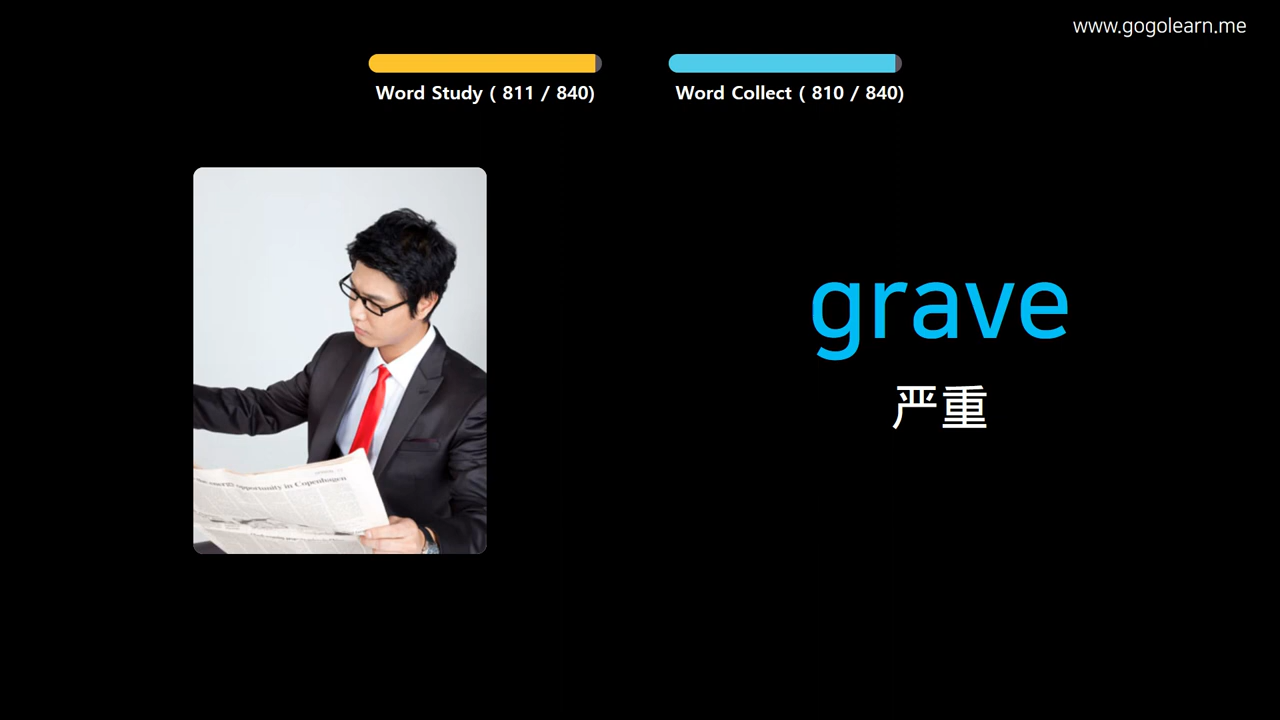 www.gogolearn.me
Word Study ( 811 / 840)
Word Collect ( 810 / 840)
grave
严重
opportunity in Copenhagen